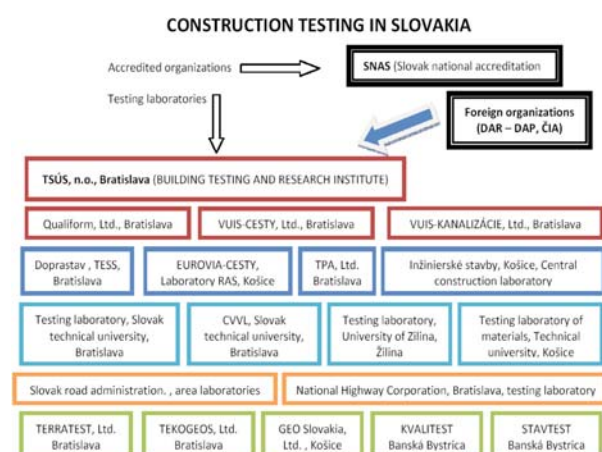 CONSTRUCTION TESTING IN SLOVAKIA
Accredited organizations
SNAS (Slovak national accreditation
Testing laboratories
Foreign organizations
(DAR – DAP, ČIA)
TSÚS, n.o., Bratislava (BUILDING TESTING AND RESEARCH INSTITUTE)
Qualiform, Ltd., Bratislava
VUIS-CESTY, Ltd., Bratislava
VUIS-KANALIZÁCIE, Ltd., Bratislava
Doprastav , TESS,
Bratislava
EUROVIA-CESTY,
Laboratory RAS, Košice
TPA, Ltd.
Bratislava
Inžinierské stavby, Košice, Central
construction laboratory
Testing laboratory, Slovak
technical university,
Bratislava
CVVL, Slovak
technical university,
Bratislava
Testing laboratory,
University of Zilina,
Žilina
Testing laboratory of
materials, Technical
university, Košice
Slovak road administration. , area laboratories
National Highway Corporation, Bratislava, testing laboratory
TERRATEST, Ltd.
Bratislava
TEKOGEOS, Ltd.
Bratislava
GEO Slovakia,
Ltd. , Košice
KVALITEST
Banská Bystrica
STAVTEST
Banská Bystrica